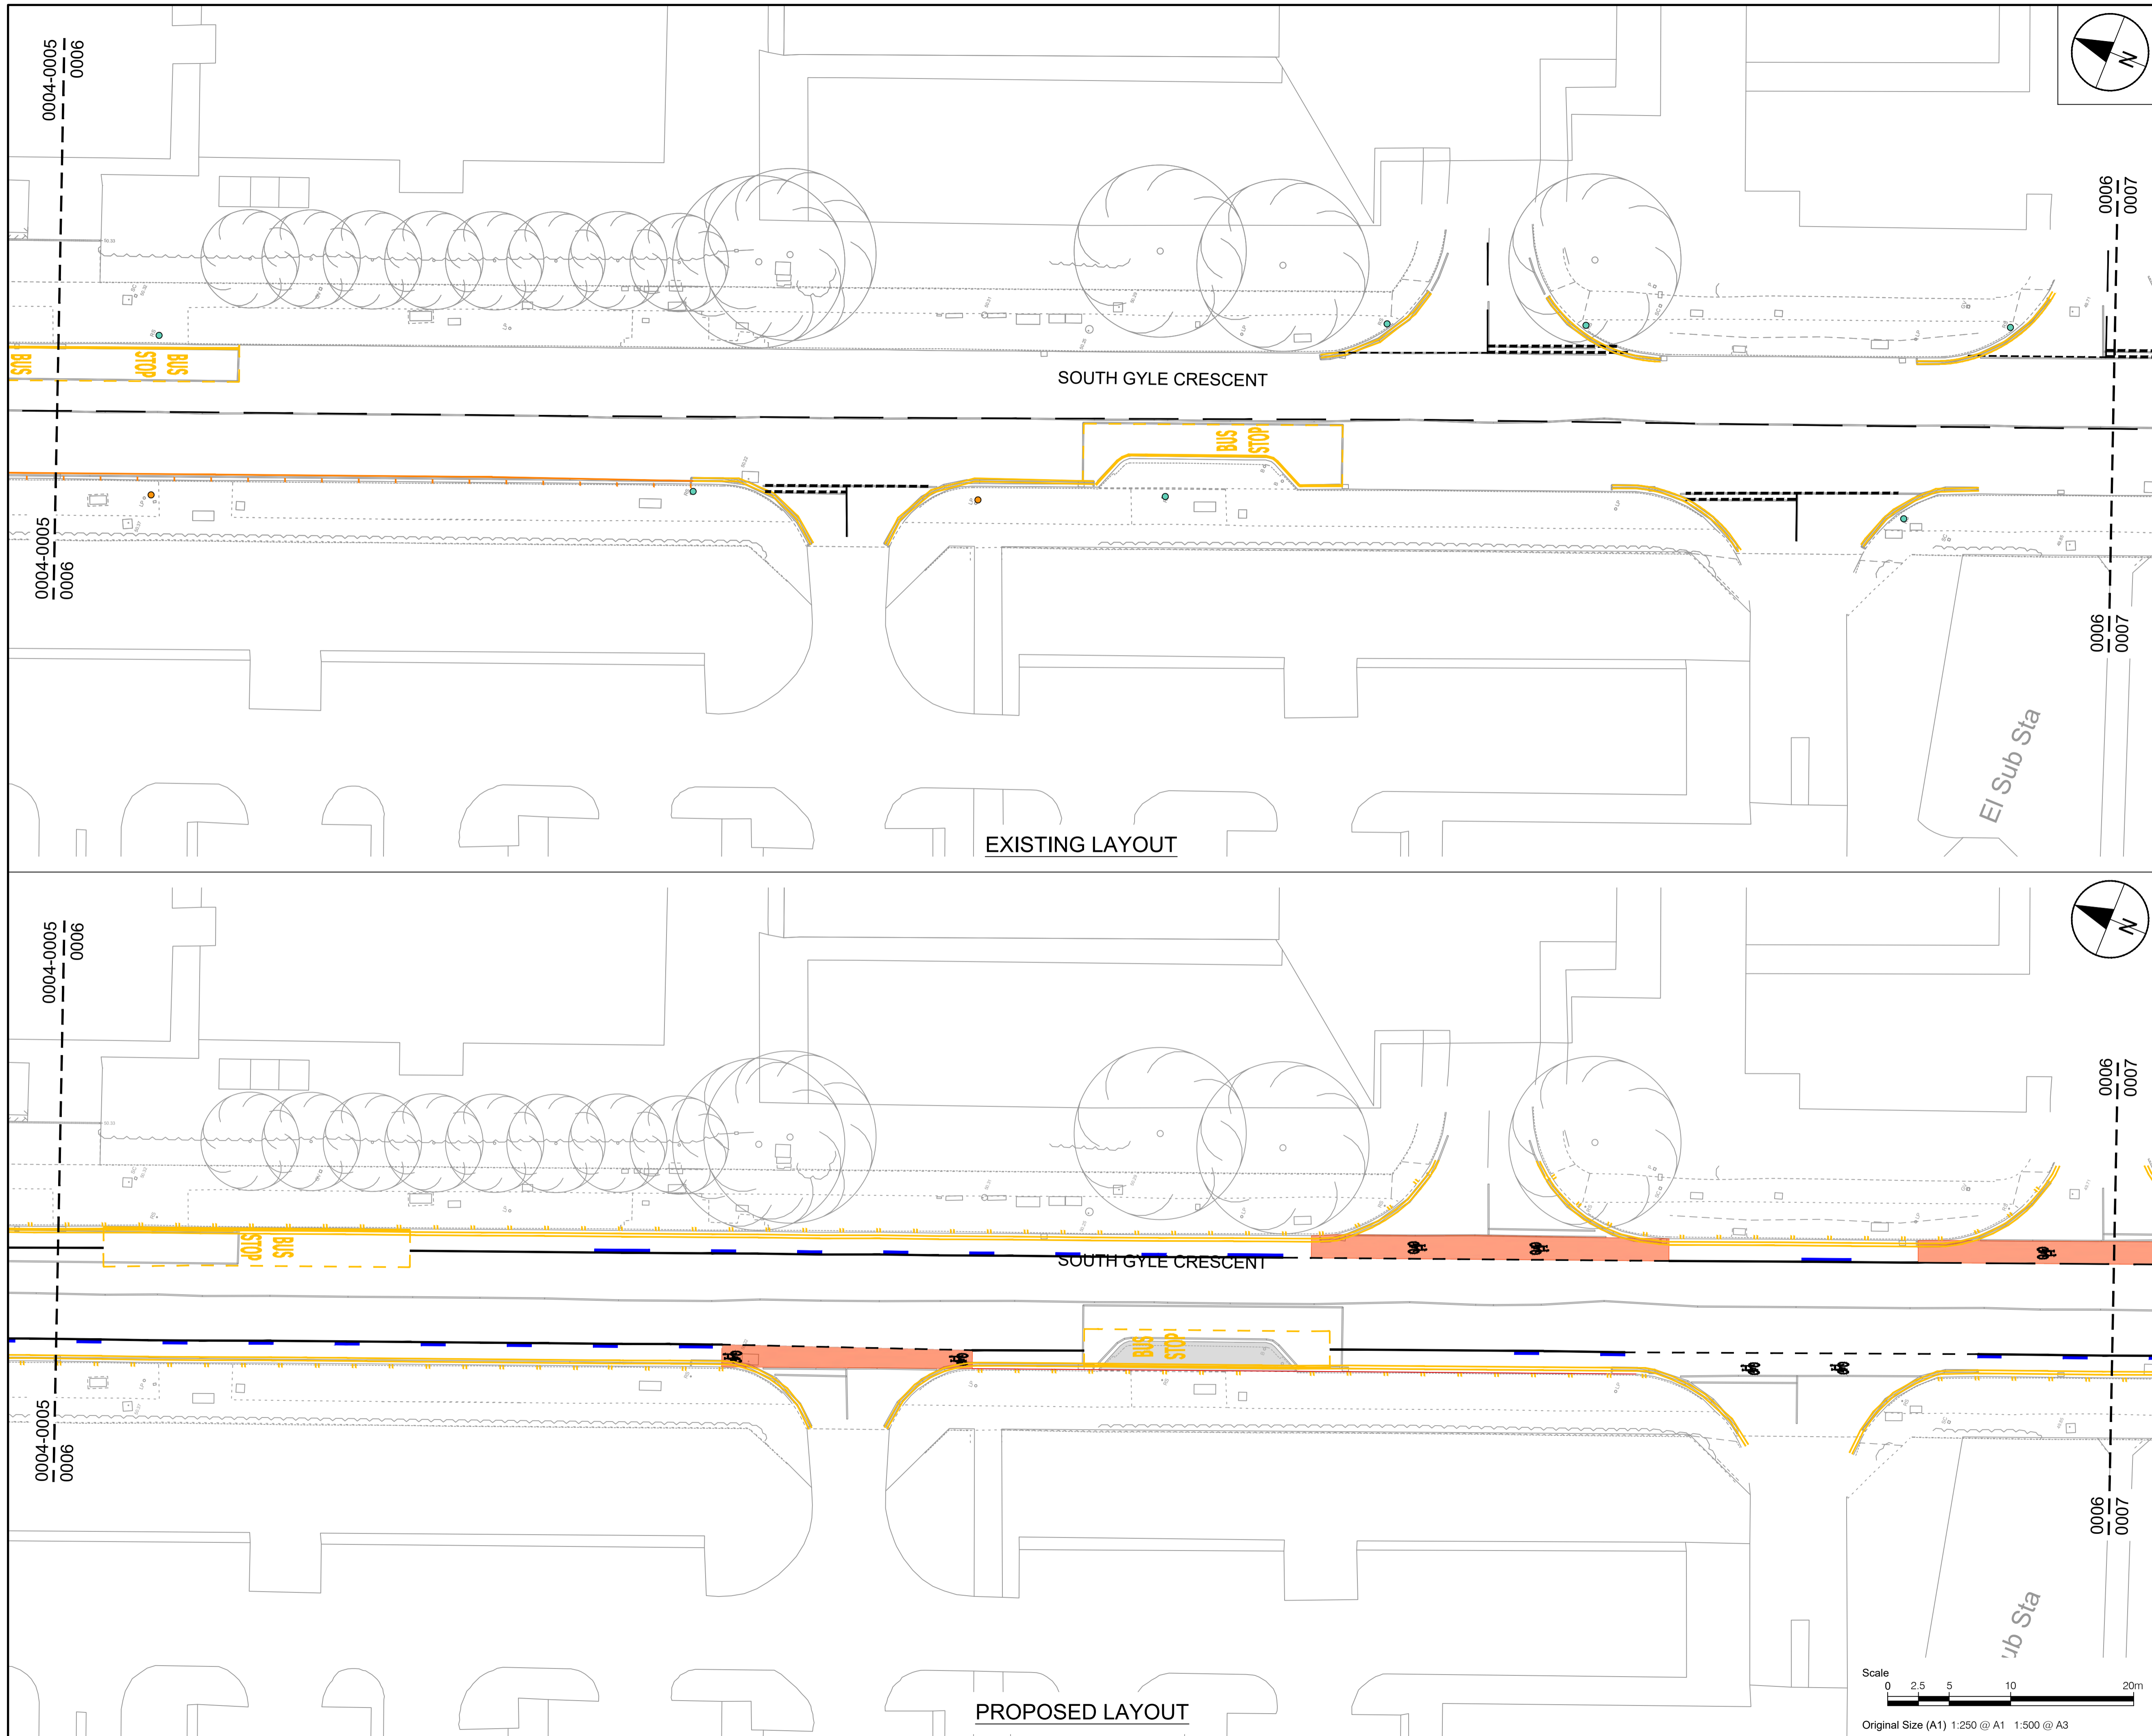 0004-0005
0006
N
0006
0007
BUS
STOP
BUS
SOUTH GYLE CRESCENT
BUS
STOP
0004-0005
0006
0006
0007
El Sub Sta
EXISTING LAYOUT
0004-0005
0006
N
0006
0007
STOP
BUS
SOUTH GYLE CRESCENT
BUS
STOP
0004-0005
0006
0006
0007
ub Sta
PROPOSED LAYOUT
Scale
0 2.5 5 10 20m
Original Size (A1) 1:250 @ A1 1:500 @ A3